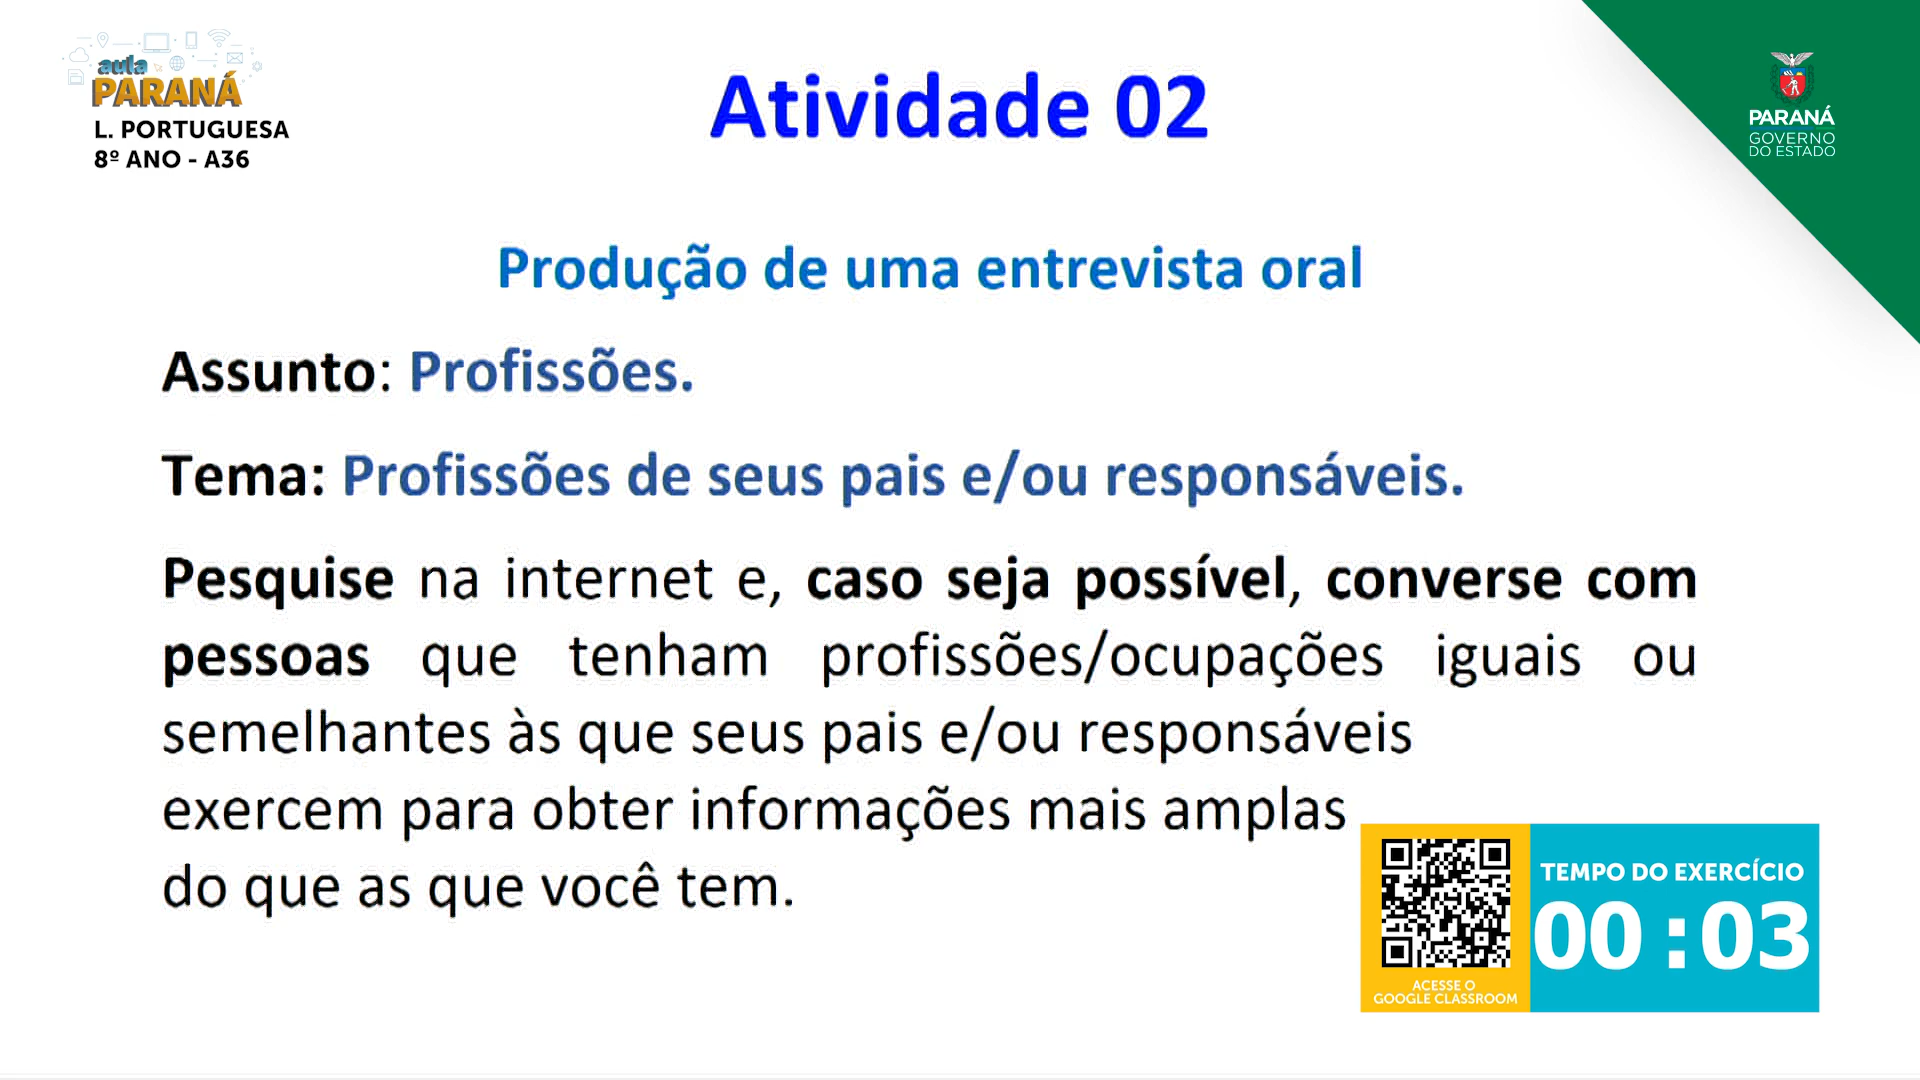 aula
PARANÁ
L. PORTUGUESA
8º ANO - A36
Atividade 02
PARANÁ
GOVERNO
DO ESTADO
Produção de uma entrevista oral
Assunto: Profissões.
Tema: Profissões de seus pais e/ou responsáveis.
Pesquise na internet e, caso seja possível, converse com
pessoas que tenham profissões/ocupações iguais ou
semelhantes às que seus pais e/ou responsáveis
exercem para obter informações mais amplas
do que as que você tem.
ACESSE O
GOOGLE CLASSROOM
TEMPO DO EXERCÍCIO
00:03